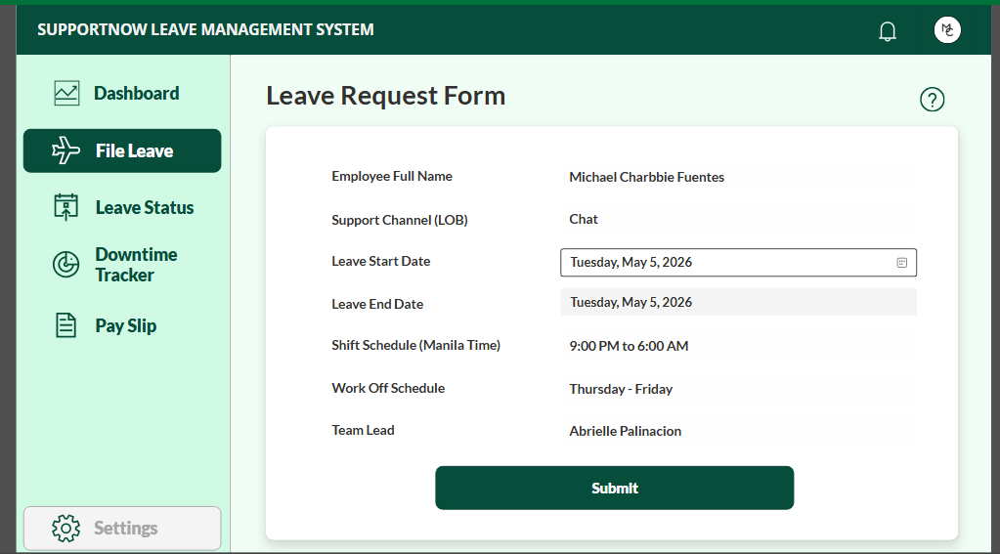 SUPPORTNOW LEAVE MANAGEMENT SYSTEM
MC
Dashboard
File Leave
Leave Status
Downtime
Tracker
Pay Slip
Settings
Leave Request Form
?
Employee Full Name Michael Charbbie Fuentes
Support Channel (LOB) Chat
Leave Start Date Tuesday, May 5, 2026
Leave End Date Tuesday, May 5, 2026
Shift Schedule (Manila Time) 9:00 PM to 6:00 AM
Work Off Schedule Thursday - Friday
Team Lead Abrielle Palinacion
Submit